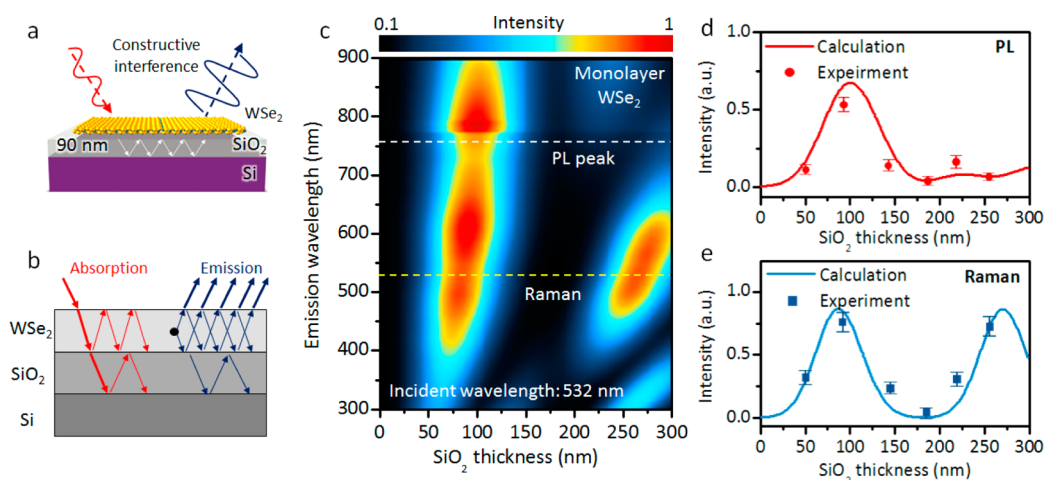 a
Constructive
interference
WSe2
90 nm
SiO2
Si
b
Absorption
Emission
WSe2
SiO2
Si
c
Intensity
0.1
1
Monolayer
WSe2
PL peak
Raman
Incident wavelength: 532 nm
Emission wavelength (nm)
900
800
700
600
500
400
300
0 50 100 150 200 250 300
SiO2 thickness (nm)
d
PL
Calculation
Expeirment
Intensity (a.u.)
1.0
0.5
0.0
0 50 100 150 200 250 300
SiO2 thickness (nm)
e
Raman
Calculation
Experiment
Intensity (a.u.)
1.0
0.5
0.0
0 50 100 150 200 250 300
SiO2 thickness (nm)